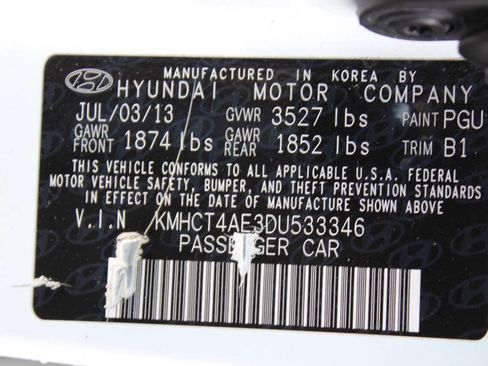 MANUFACTURED IN KOREA BY
HYUNDAI MOTOR COMPANY
JUL/03/13 GVWR 3527 lbs PAINT PGU
GAWR FRONT 1874 lbs GAWR REAR 1852 lbs TRIM B1
THIS VEHICLE CONFORMS TO ALL APPLICABLE U.S.A. FEDERAL
MOTOR VEHICLE SAFETY, BUMPER, AND THEFT PREVENTION STANDARDS
IN EFFECT ON THE DATE OF MANUFACTURE SHOWN ABOVE.
V.I.N KMHCT4AE3DU533346
PASSENGER CAR